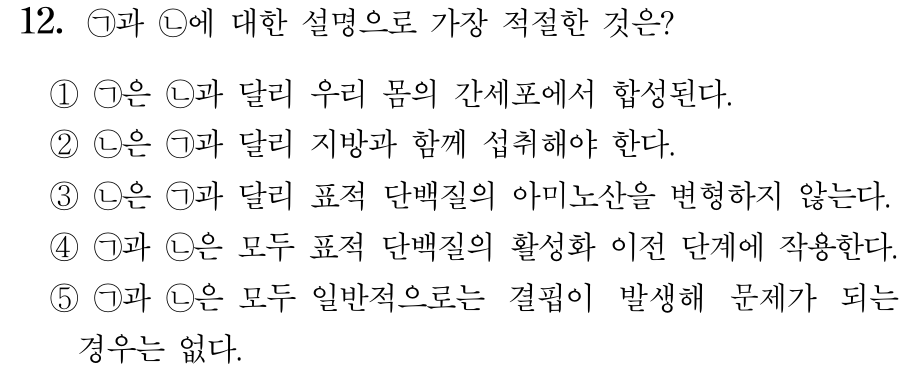 12. ㉠과 ㉡에 대한 설명으로 가장 적절한 것은?
① ㉠은 ㉡과 달리 우리 몸의 간세포에서 합성된다.
② ㉡은 ㉠과 달리 지방과 함께 섭취해야 한다.
③ ㉡은 ㉠과 달리 표적 단백질의 아미노산을 변형하지 않는다.
④ ㉠과 ㉡은 모두 표적 단백질의 활성화 이전 단계에 작용한다.
⑤ ㉠과 ㉡은 모두 일반적으로는 결핍이 발생해 문제가 되는
경우는 없다.